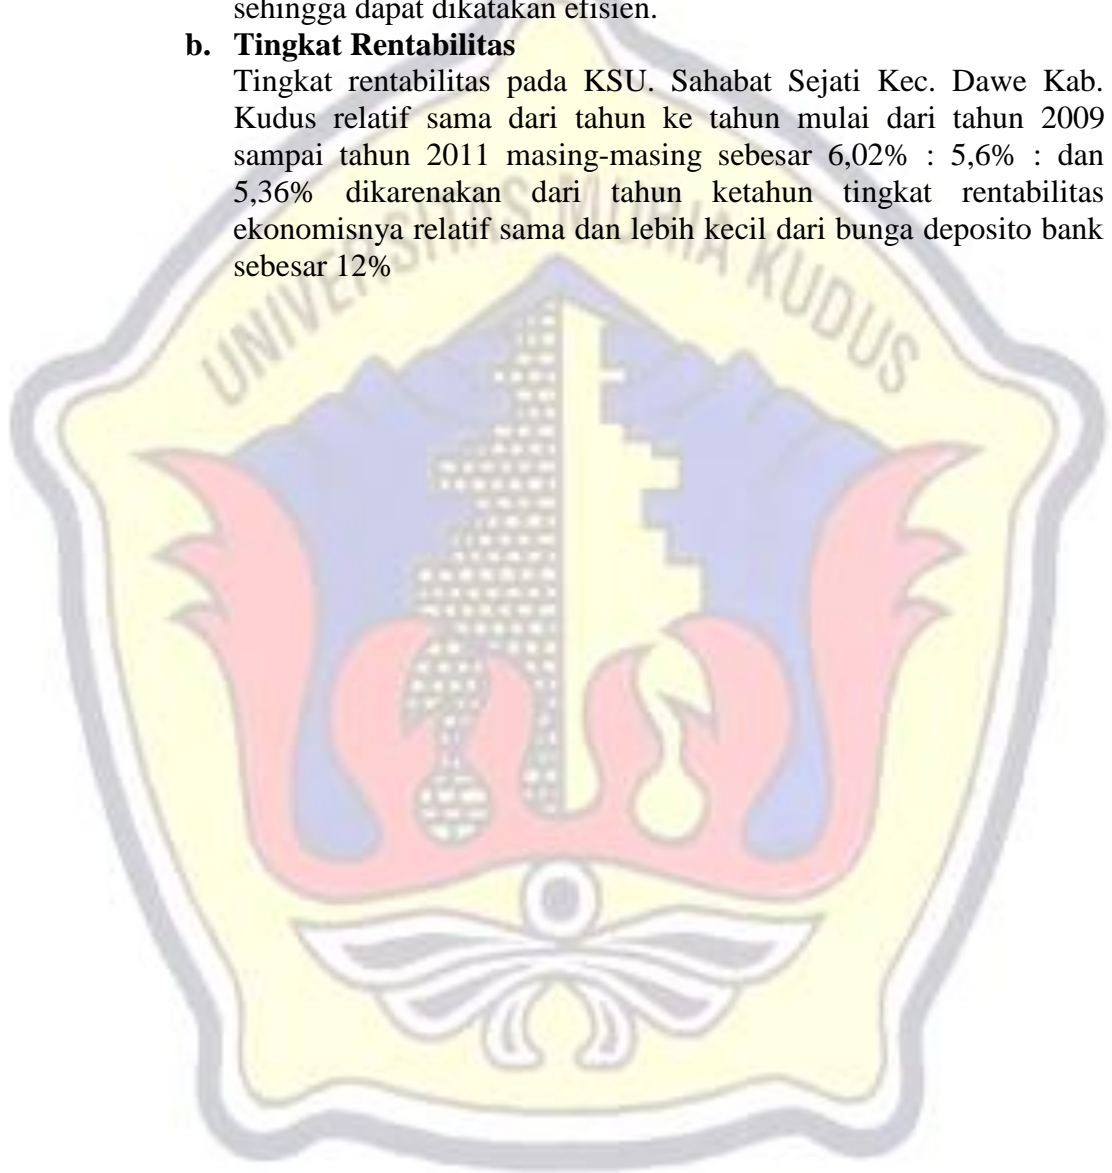 sehingga dapat dikatakan efisien.
b. Tingkat Rentabilitas
Tingkat rentabilitas pada KSU. Sahabat Sejati Kec. Dawe Kab.
Kudus relatif sama dari tahun ke tahun mulai dari tahun 2009
sampai tahun 2011 masing-masing sebesar 6,02% : 5,6% : dan
5,36% dikarenakan dari tahun ketahun tingkat rentabilitas
ekonomisnya relatif sama dan lebih kecil dari bunga deposito bank
sebesar 12%
UNIVERSITAS MURIA KUDUS